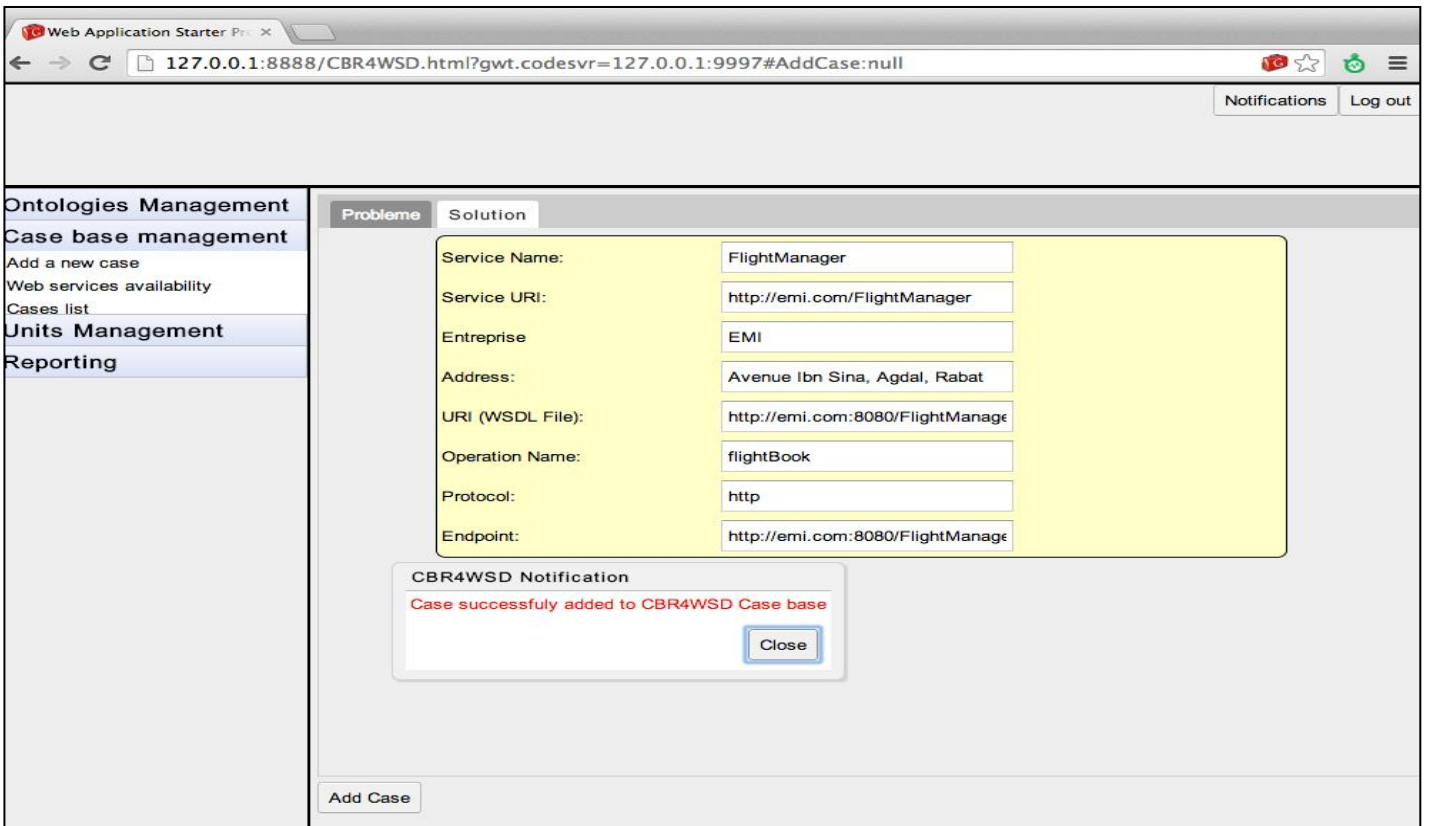 Web Application Starter Pr
127.0.0.1:8888/CBR4WSD.html?gwt.codesvr=127.0.0.1:9997#AddCase:null
Notifications Log out
Ontologies Management
Case base management
Add a new case
Web services availability
Cases list
Units Management
Reporting
Probleme Solution
Service Name: FlightManager
Service URI: http://emi.com/FlightManager
Entreprise EMI
Address: Avenue Ibn Sina, Agdal, Rabat
URI (WSDL File): http://emi.com:8080/FlightManage
Operation Name: flightBook
Protocol: http
Endpoint: http://emi.com:8080/FlightManage
CBR4WSD Notification
Case successfuly added to CBR4WSD Case base
Close
Add Case